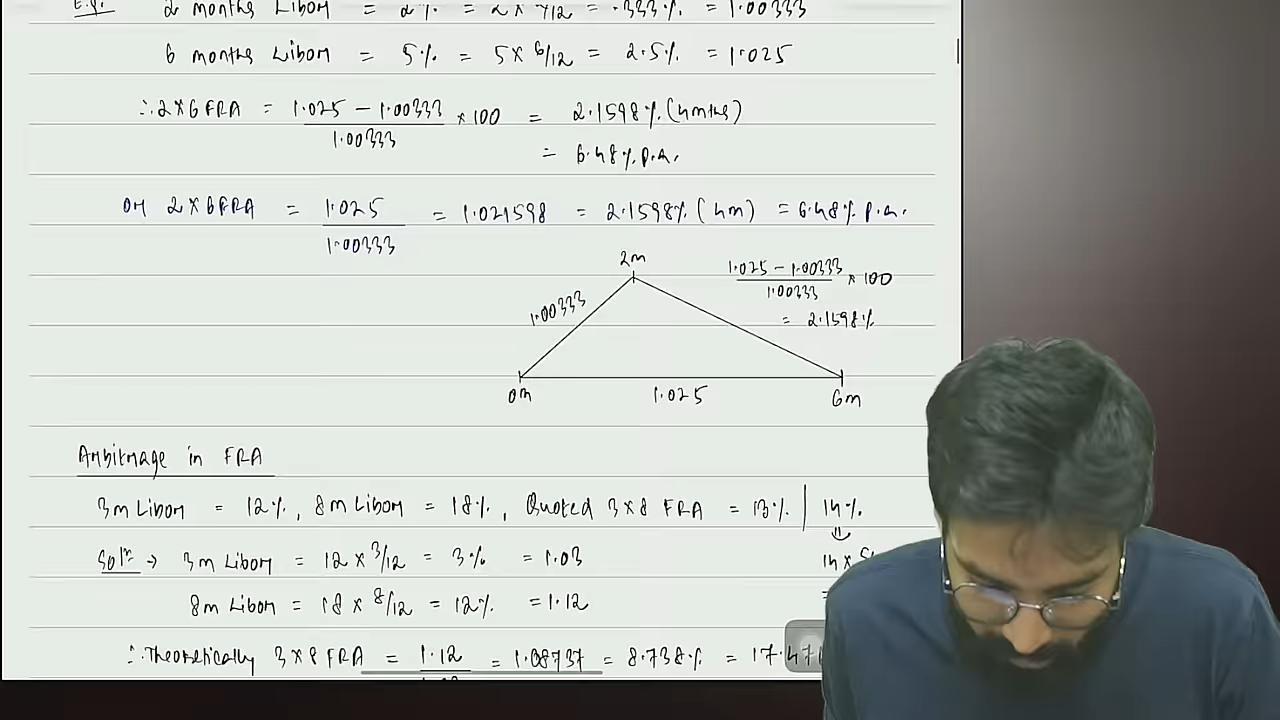 E.g. 2 months Libor = 2% = 2 × 2/12 = .333% = 1.00333
6 months Libor = 5% = 5 × 6/12 = 2.5% = 1.025
∴ 2×6 FRA = 1.025 − 1.00333 / 1.00333 × 100 = 2.1598% (4mths)
= 6.48% p.a.
Or 2×6 FRA = 1.025 / 1.00333 = 1.021598 = 2.1598% (4m) = 6.48% p.a.
2m
1.00333
1.025 − 1.00333 / 1.00333 × 100
= 2.1598%
0m 1.025 6m
Arbitrage in FRA
3m Libor = 12%, 8m Libor = 18%, Quoted 3×8 FRA = 13% | 14%
⇓
Solⁿ → 3m Libor = 12 × 3/12 = 3% = 1.03
14 ×
8m Libor = 18 × 8/12 = 12% = 1.12
=
∴ Theoretically 3×8 FRA = 1.12 = 1.08737 = 8.738% = 17.471